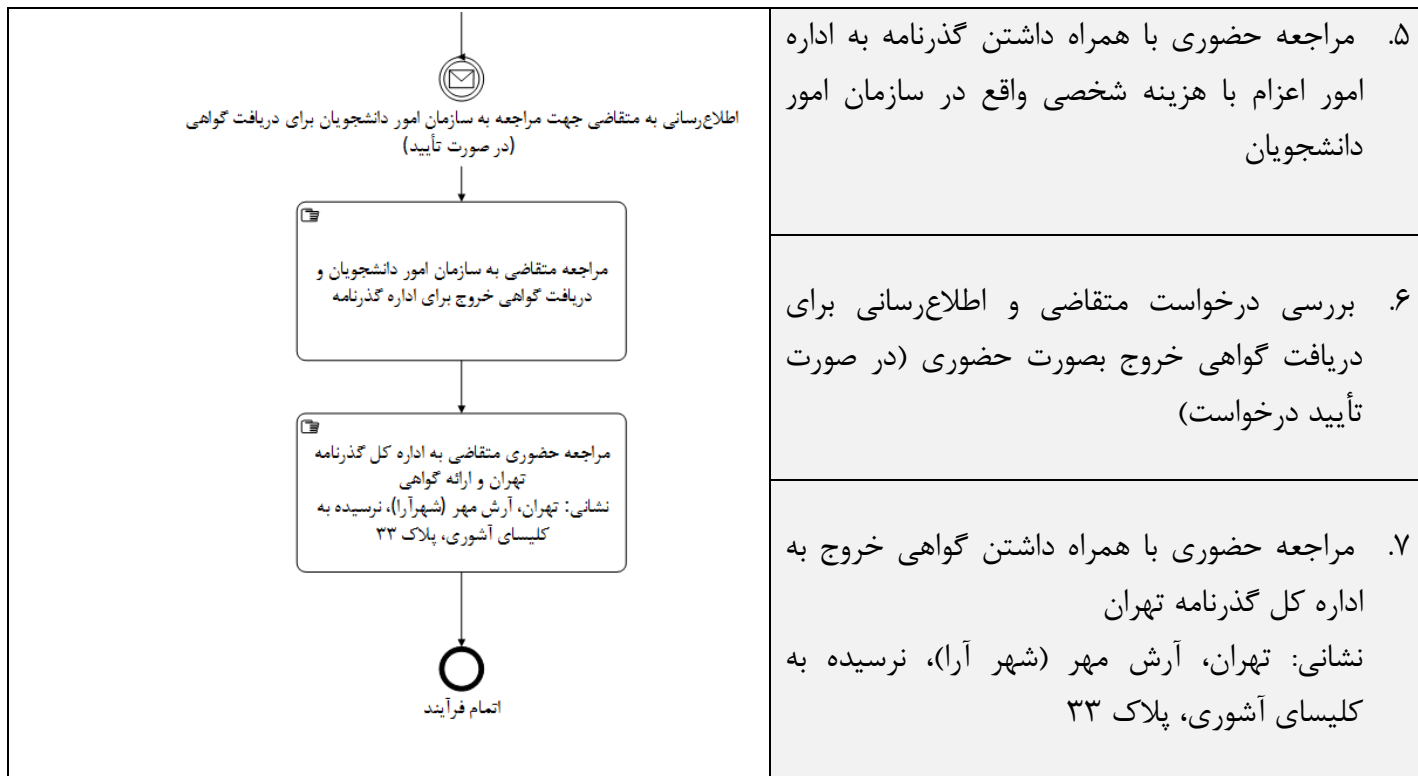 ۵. مراجعه حضوری با همراه داشتن گذرنامه به اداره
امور اعزام با هزینه شخصی واقع در سازمان امور
دانشجویان
۶. بررسی درخواست متقاضی و اطلاع‌رسانی برای
دریافت گواهی خروج بصورت حضوری (در صورت
تأیید درخواست)
۷. مراجعه حضوری با همراه داشتن گواهی خروج به
اداره کل گذرنامه تهران
نشانی: تهران، آرش مهر (شهر آرا)، نرسیده به
کلیسای آشوری، پلاک ۳۳
اطلاع‌رسانی به متقاضی جهت مراجعه به سازمان امور دانشجویان برای دریافت گواهی
(در صورت تأیید)
مراجعه متقاضی به سازمان امور دانشجویان و
دریافت گواهی خروج برای اداره گذرنامه
مراجعه حضوری متقاضی به اداره کل گذرنامه
تهران و ارائه گواهی
نشانی: تهران، آرش مهر (شهرآرا)، نرسیده به
کلیسای آشوری، پلاک ۳۳
اتمام فرآیند